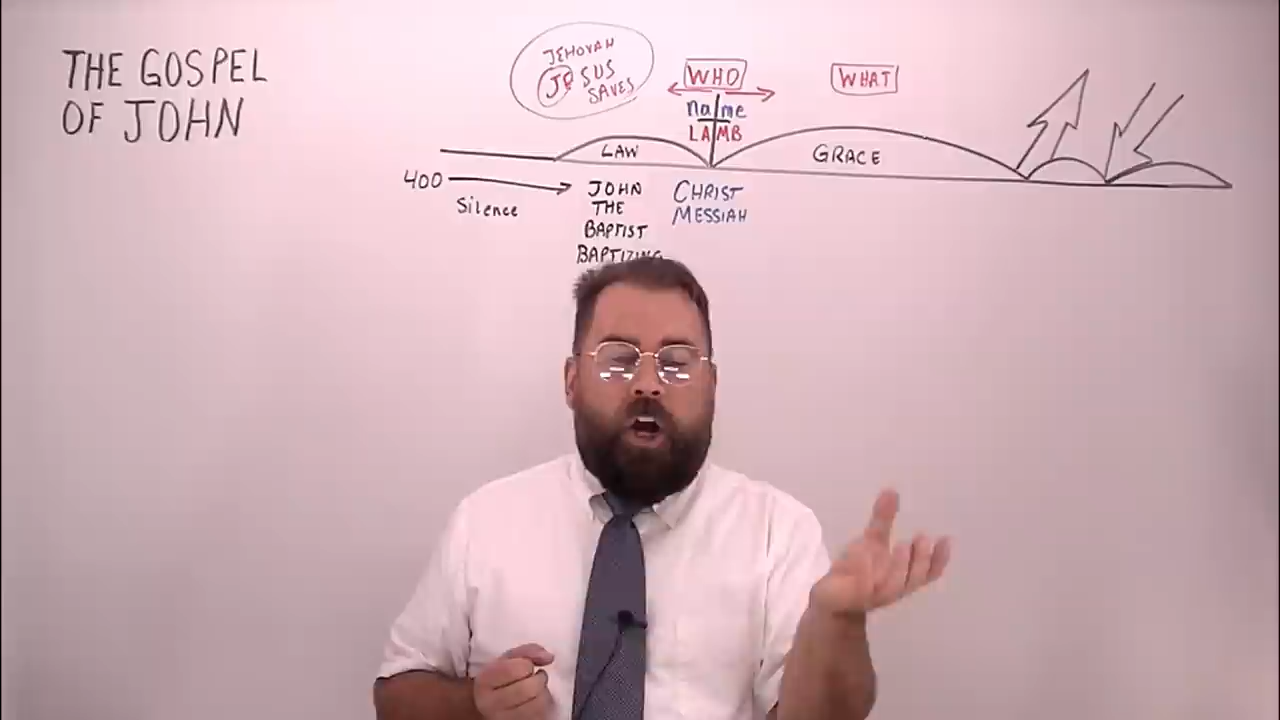 THE GOSPEL
OF JOHN
JEHOVAH
JESUS
SAVES
WHO
WHAT
name
LAMB
LAW
GRACE
400
Silence
JOHN
THE
BAPTIST
BAPTIZING
CHRIST
MESSIAH